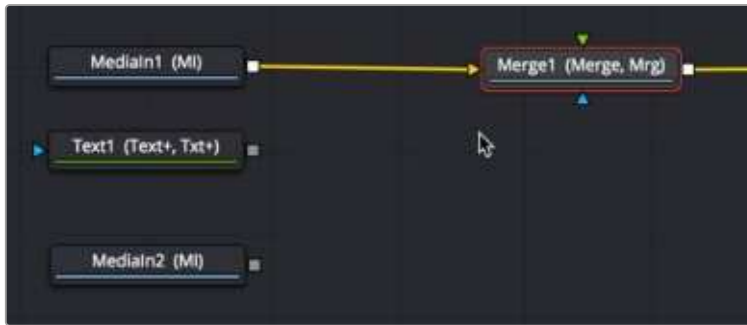 MediaIn1 (MI)
Merge1 (Merge, Mrg)
Text1 (Text+, Txt+)
MediaIn2 (MI)